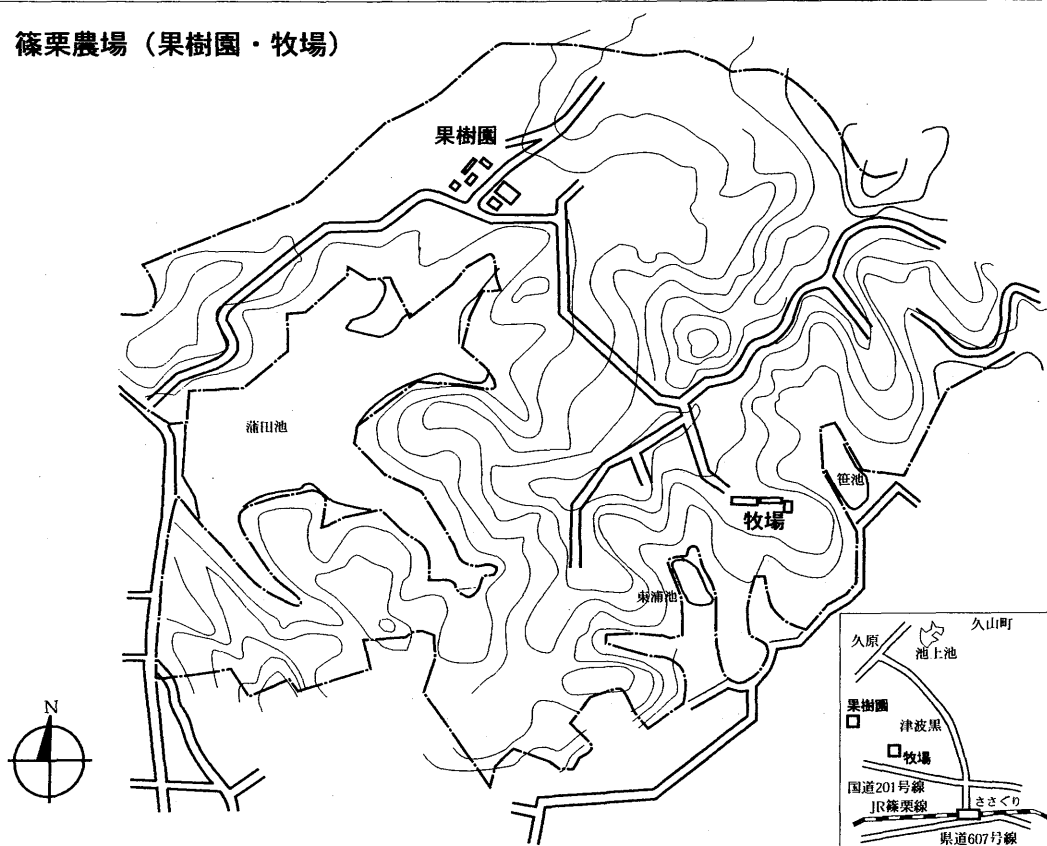 篠栗農場（果樹園・牧場）
果樹園
蒲田池
笹池
牧場
東浦池
N
久山町
久原
池上池
果樹園
津波黒
牧場
国道201号線
JR篠栗線
ささぐり
県道607号線